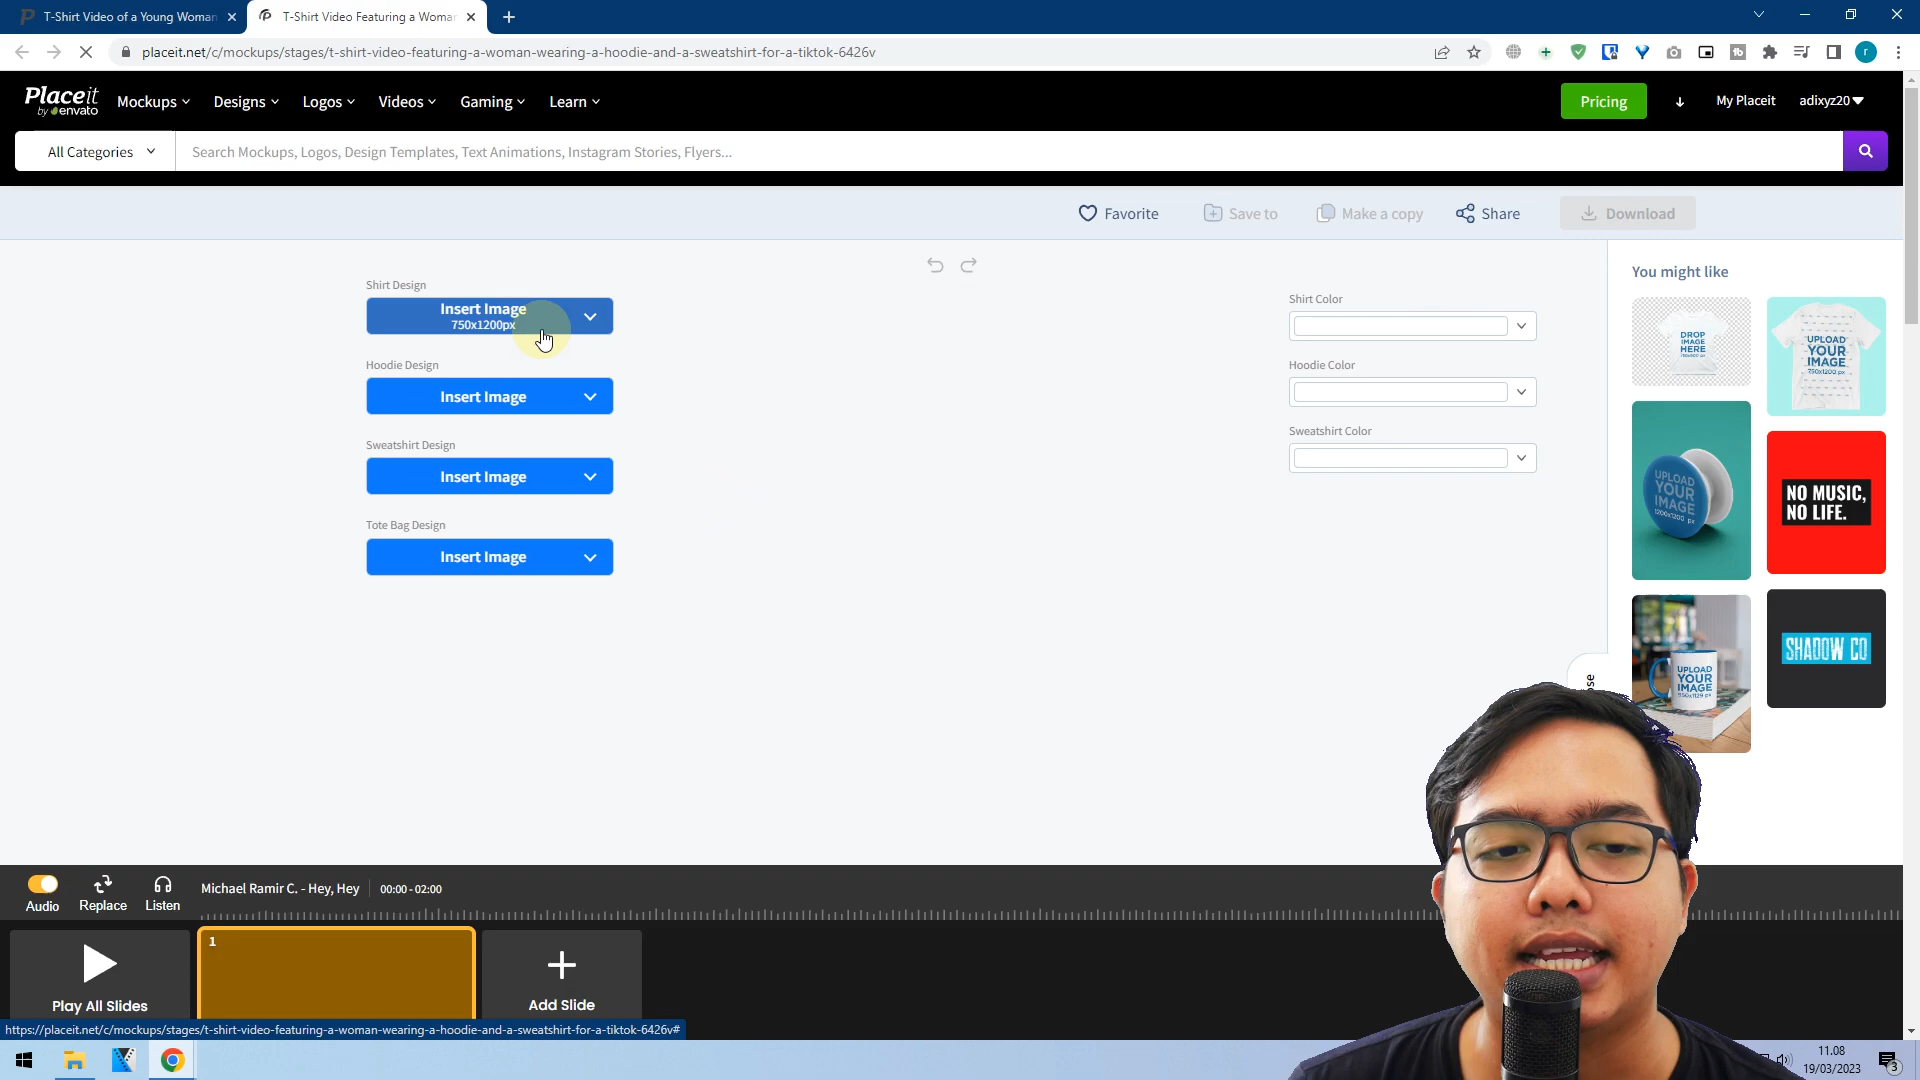 T-Shirt Video of a Young Woman
T-Shirt Video Featuring a Woman
placeit.net/c/mockups/stages/t-shirt-video-featuring-a-woman-wearing-a-hoodie-and-a-sweatshirt-for-a-tiktok-6426v
r
Placeit
by envato
Mockups
Designs
Logos
Videos
Gaming
Learn
Pricing
My Placeit
adixyz20
All Categories
Search Mockups, Logos, Design Templates, Text Animations, Instagram Stories, Flyers...
Favorite
Save to
Make a copy
Share
Download
Shirt Design
Insert Image
750x1200px
Hoodie Design
Insert Image
Sweatshirt Design
Insert Image
Tote Bag Design
Insert Image
Shirt Color
Hoodie Color
Sweatshirt Color
You might like
DROP
IMAGE
HERE
UPLOAD
YOUR
IMAGE
750x1200 px
UPLOAD
YOUR
IMAGE
1200x1200 px
NO MUSIC,
NO LIFE.
UPLOAD
YOUR
IMAGE
SHADOW CO
Audio
Replace
Listen
Michael Ramir C. - Hey, Hey
00:00 - 02:00
Play All Slides
1
Add Slide
https://placeit.net/c/mockups/stages/t-shirt-video-featuring-a-woman-wearing-a-hoodie-and-a-sweatshirt-for-a-tiktok-6426v#
11.08
19/03/2023
3